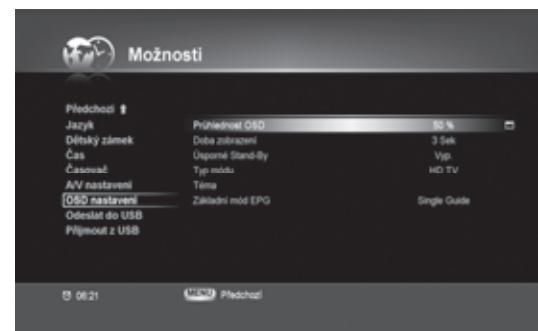 Možnosti
Předchozí
Jazyk
Dětský zámek
Čas
Časovač
A/V nastavení
OSD nastavení
Odeslat do USB
Přijmout z USB
Průhlednost OSD 50 %
Doba zobrazení 3 Sek
Úsporné Stand-By Vyp.
Typ módu HD TV
Téma
Základní mód EPG Single Guide
06:21 MENU Předchozí